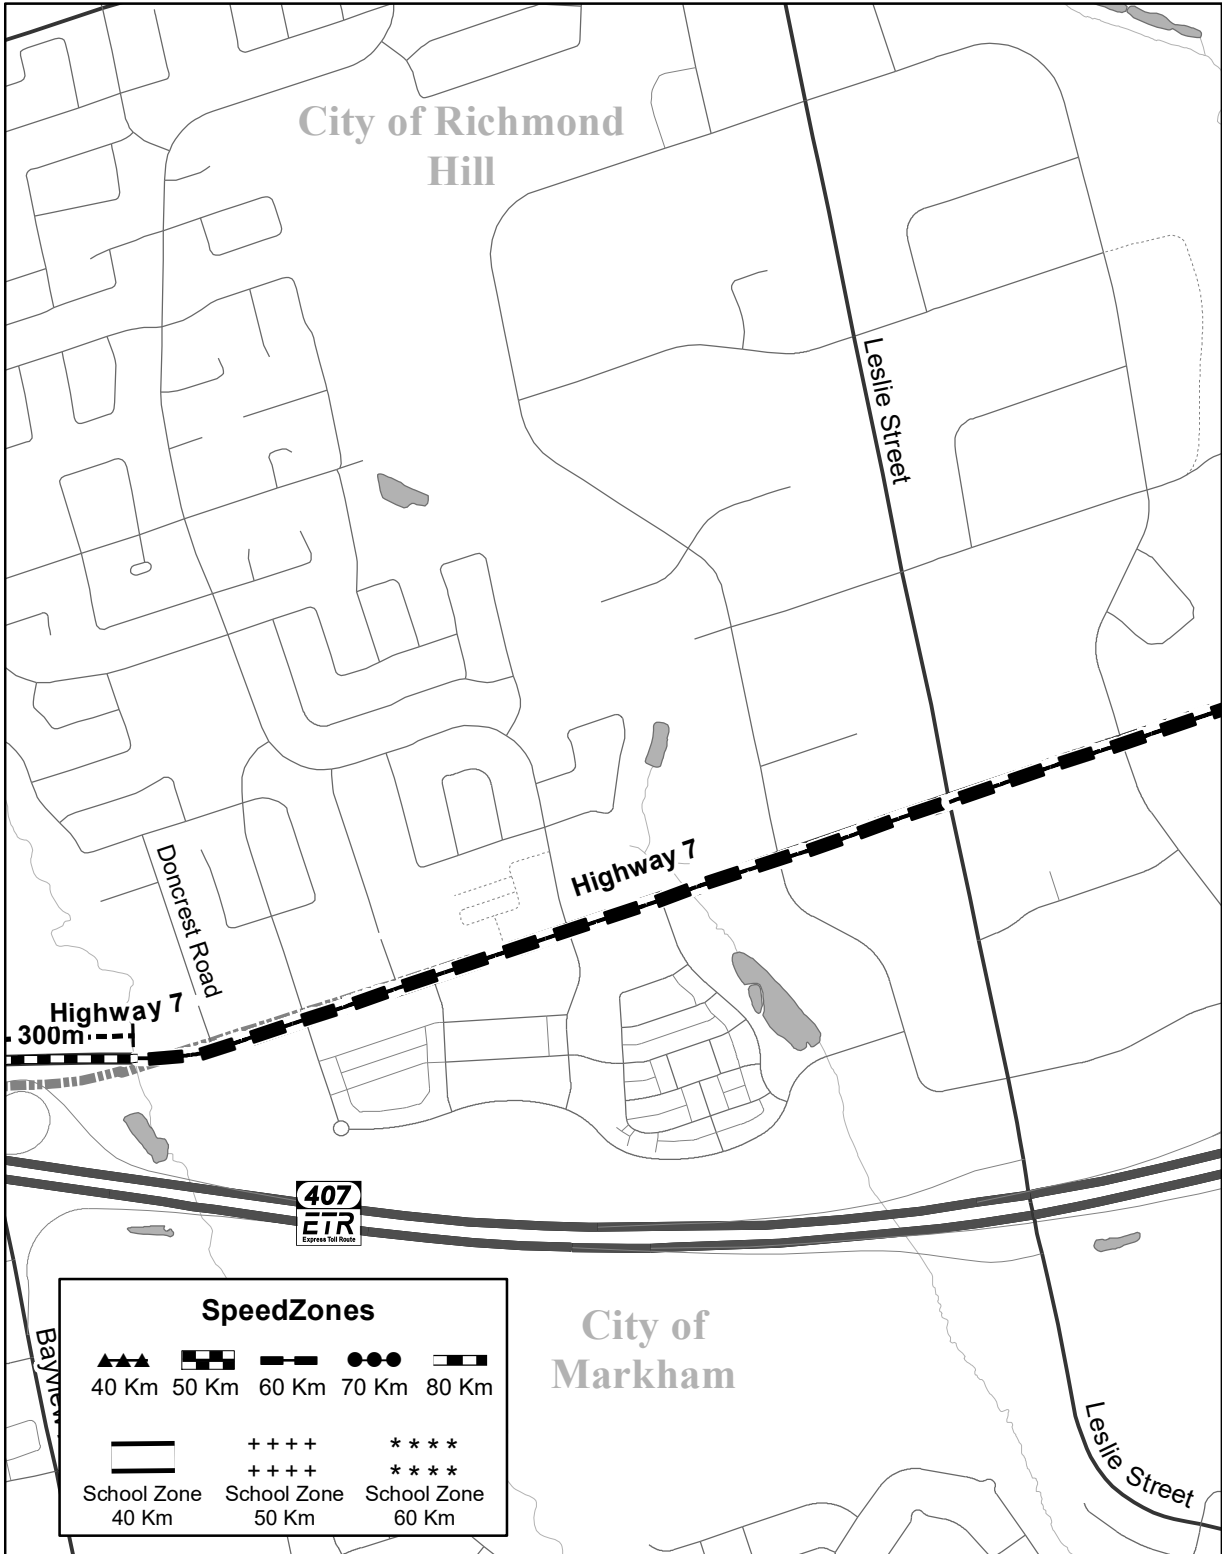 City of Richmond
Hill
Leslie Street
Highway 7
Doncrest Road
Highway 7
300m
407
ETR
Express Toll Route
SpeedZones
40 Km 50 Km 60 Km 70 Km 80 Km
School Zone School Zone School Zone
40 Km 50 Km 60 Km
City of
Markham
Leslie Street